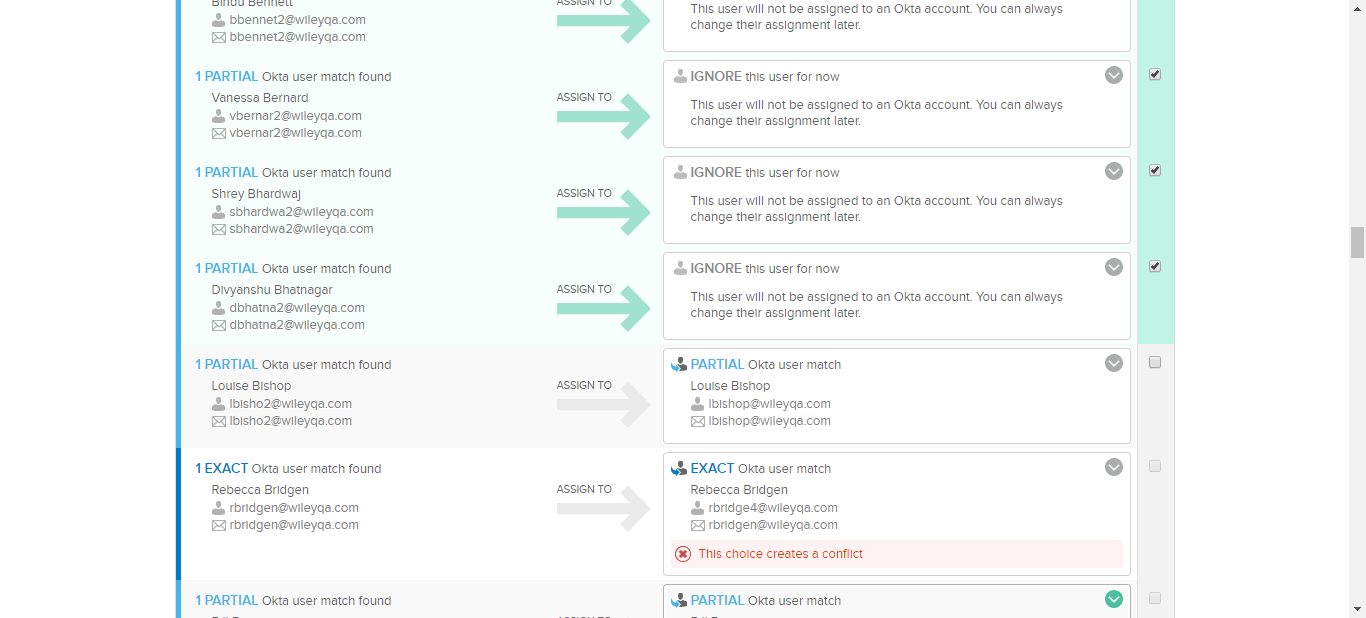 Bindu Bennett
bbennet2@wileyqa.com
bbennet2@wileyqa.com
ASSIGN TO
This user will not be assigned to an Okta account. You can always
change their assignment later.
1 PARTIAL Okta user match found
Vanessa Bernard
vbernar2@wileyqa.com
vbernar2@wileyqa.com
ASSIGN TO
IGNORE this user for now
This user will not be assigned to an Okta account. You can always
change their assignment later.
1 PARTIAL Okta user match found
Shrey Bhardwaj
sbhardwa2@wileyqa.com
sbhardwa2@wileyqa.com
ASSIGN TO
IGNORE this user for now
This user will not be assigned to an Okta account. You can always
change their assignment later.
1 PARTIAL Okta user match found
Divyanshu Bhatnagar
dbhatna2@wileyqa.com
dbhatna2@wileyqa.com
ASSIGN TO
IGNORE this user for now
This user will not be assigned to an Okta account. You can always
change their assignment later.
1 PARTIAL Okta user match found
Louise Bishop
lbisho2@wileyqa.com
lbisho2@wileyqa.com
ASSIGN TO
PARTIAL Okta user match
Louise Bishop
lbishop@wileyqa.com
lbishop@wileyqa.com
1 EXACT Okta user match found
Rebecca Bridgen
rbridgen@wileyqa.com
rbridgen@wileyqa.com
ASSIGN TO
EXACT Okta user match
Rebecca Bridgen
rbridge4@wileyqa.com
rbridgen@wileyqa.com
This choice creates a conflict
1 PARTIAL Okta user match found
PARTIAL Okta user match